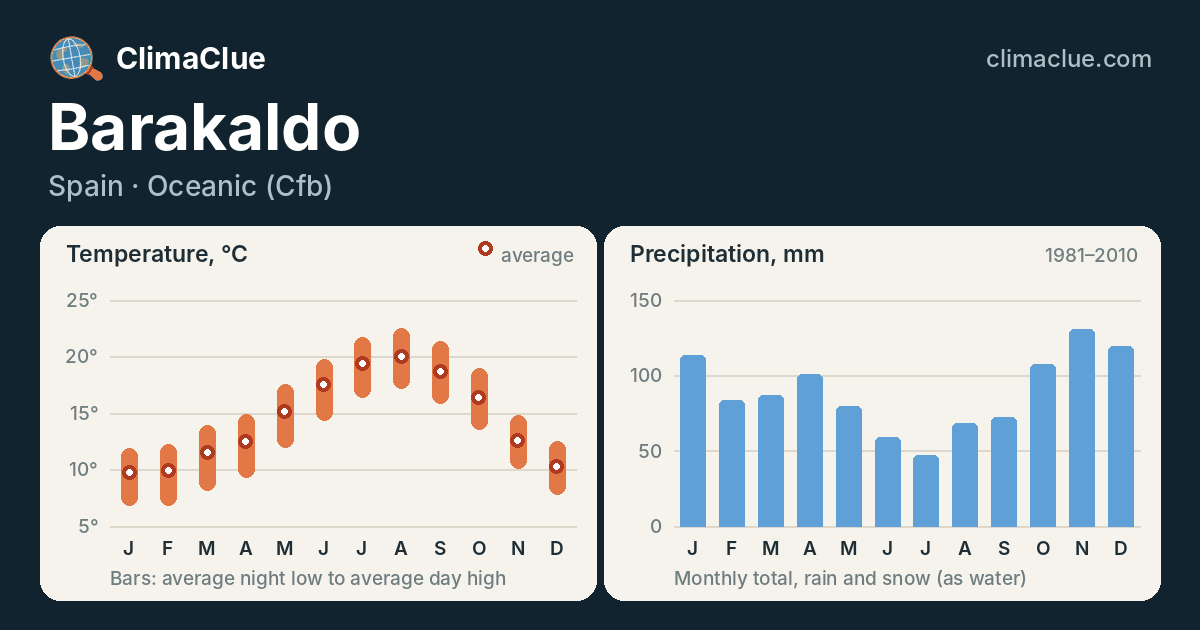 ClimaClue
climaclue.com
Barakaldo
Spain · Oceanic (Cfb)
Temperature, °C
average
25°
20°
15°
10°
5°
J F M A M J J A S O N D
Bars: average night low to average day high
Precipitation, mm
1981–2010
150
100
50
0
J F M A M J J A S O N D
Monthly total, rain and snow (as water)